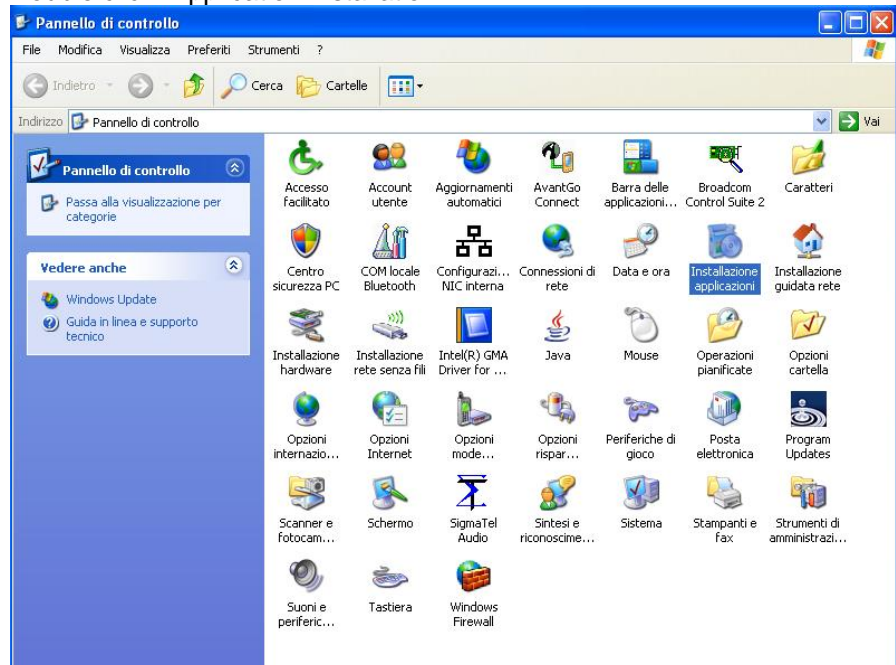 Pannello di controllo
File Modifica Visualizza Preferiti Strumenti ?
Indietro Cerca Cartelle
Indirizzo Pannello di controllo Vai
Pannello di controllo
Passa alla visualizzazione per
categorie
Vedere anche
Windows Update
Guida in linea e supporto
tecnico
Accesso
facilitato
Account
utente
Aggiornamenti
automatici
AvantGo
Connect
Barra delle
applicazioni...
Broadcom
Control Suite 2
Caratteri
Centro
sicurezza PC
COM locale
Bluetooth
Configurazi...
NIC interna
Connessioni di
rete
Data e ora
Installazione
applicazioni
Installazione
guidata rete
Installazione
hardware
Installazione
rete senza fili
Intel(R) GMA
Driver for ...
Java
Mouse
Operazioni
pianificate
Opzioni
cartella
Opzioni
internazio...
Opzioni
Internet
Opzioni
mode...
Opzioni
rispar...
Periferiche di
gioco
Posta
elettronica
Program
Updates
Scanner e
fotocam...
Schermo
SigmaTel
Audio
Sintesi e
riconoscime...
Sistema
Stampanti e
fax
Strumenti di
amministrazi...
Suoni e
periferic...
Tastiera
Windows
Firewall